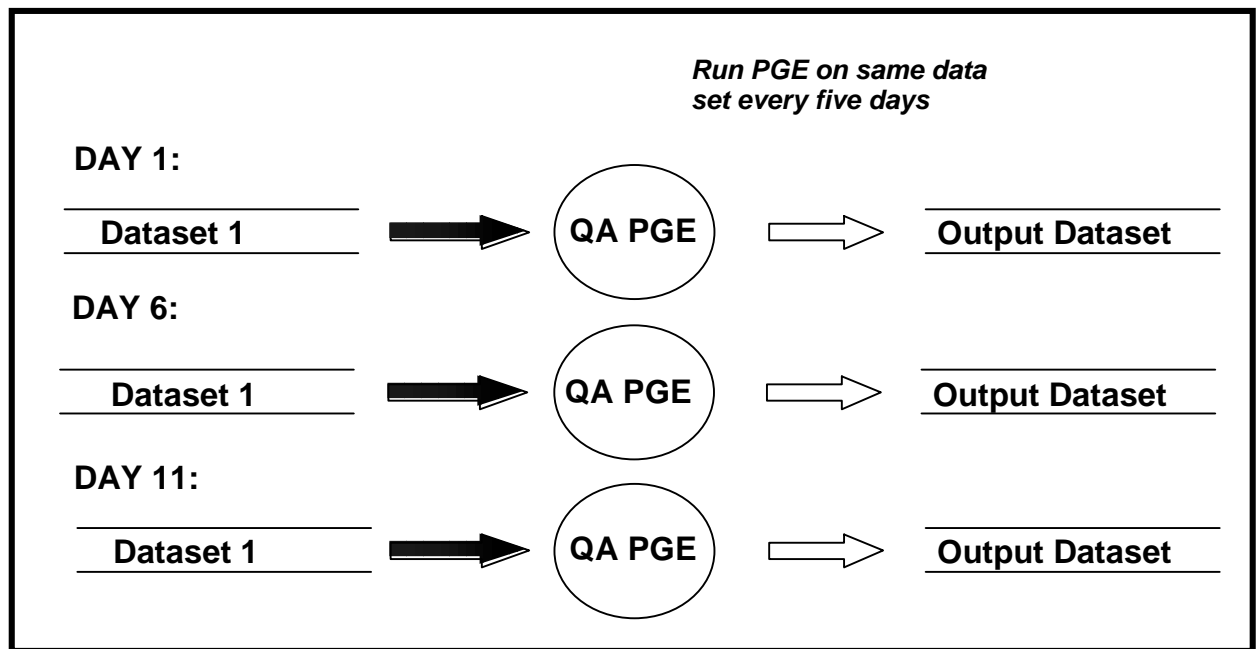 Run PGE on same data
set every five days
DAY 1:
Dataset 1 QA PGE Output Dataset
DAY 6:
Dataset 1 QA PGE Output Dataset
DAY 11:
Dataset 1 QA PGE Output Dataset